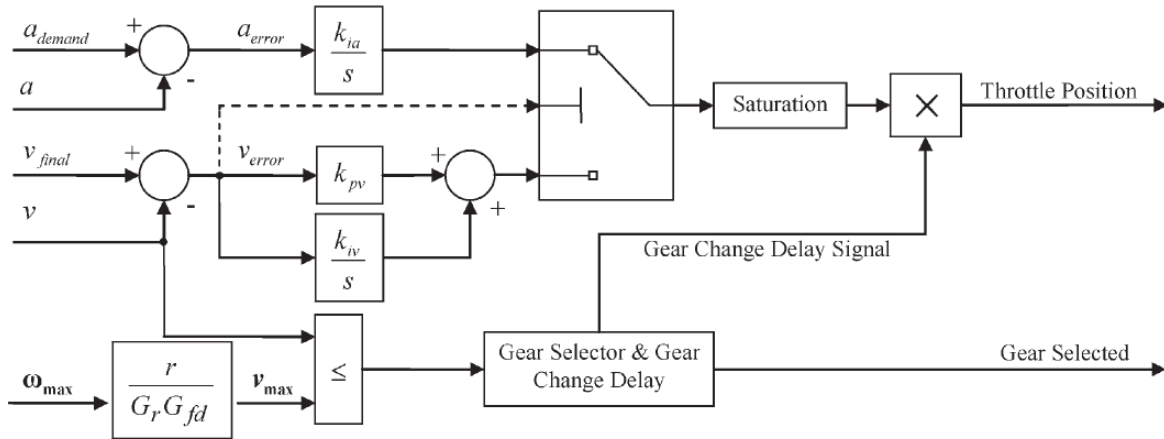 a_demand
+
-
a_error
k_ia
s
a
Saturation
×
Throttle Position
v_final
+
-
v_error
k_pv
+
+
v
k_iv
s
Gear Change Delay Signal
≤
Gear Selector & Gear
Change Delay
Gear Selected
ω_max
r
G_r G_fd
v_max